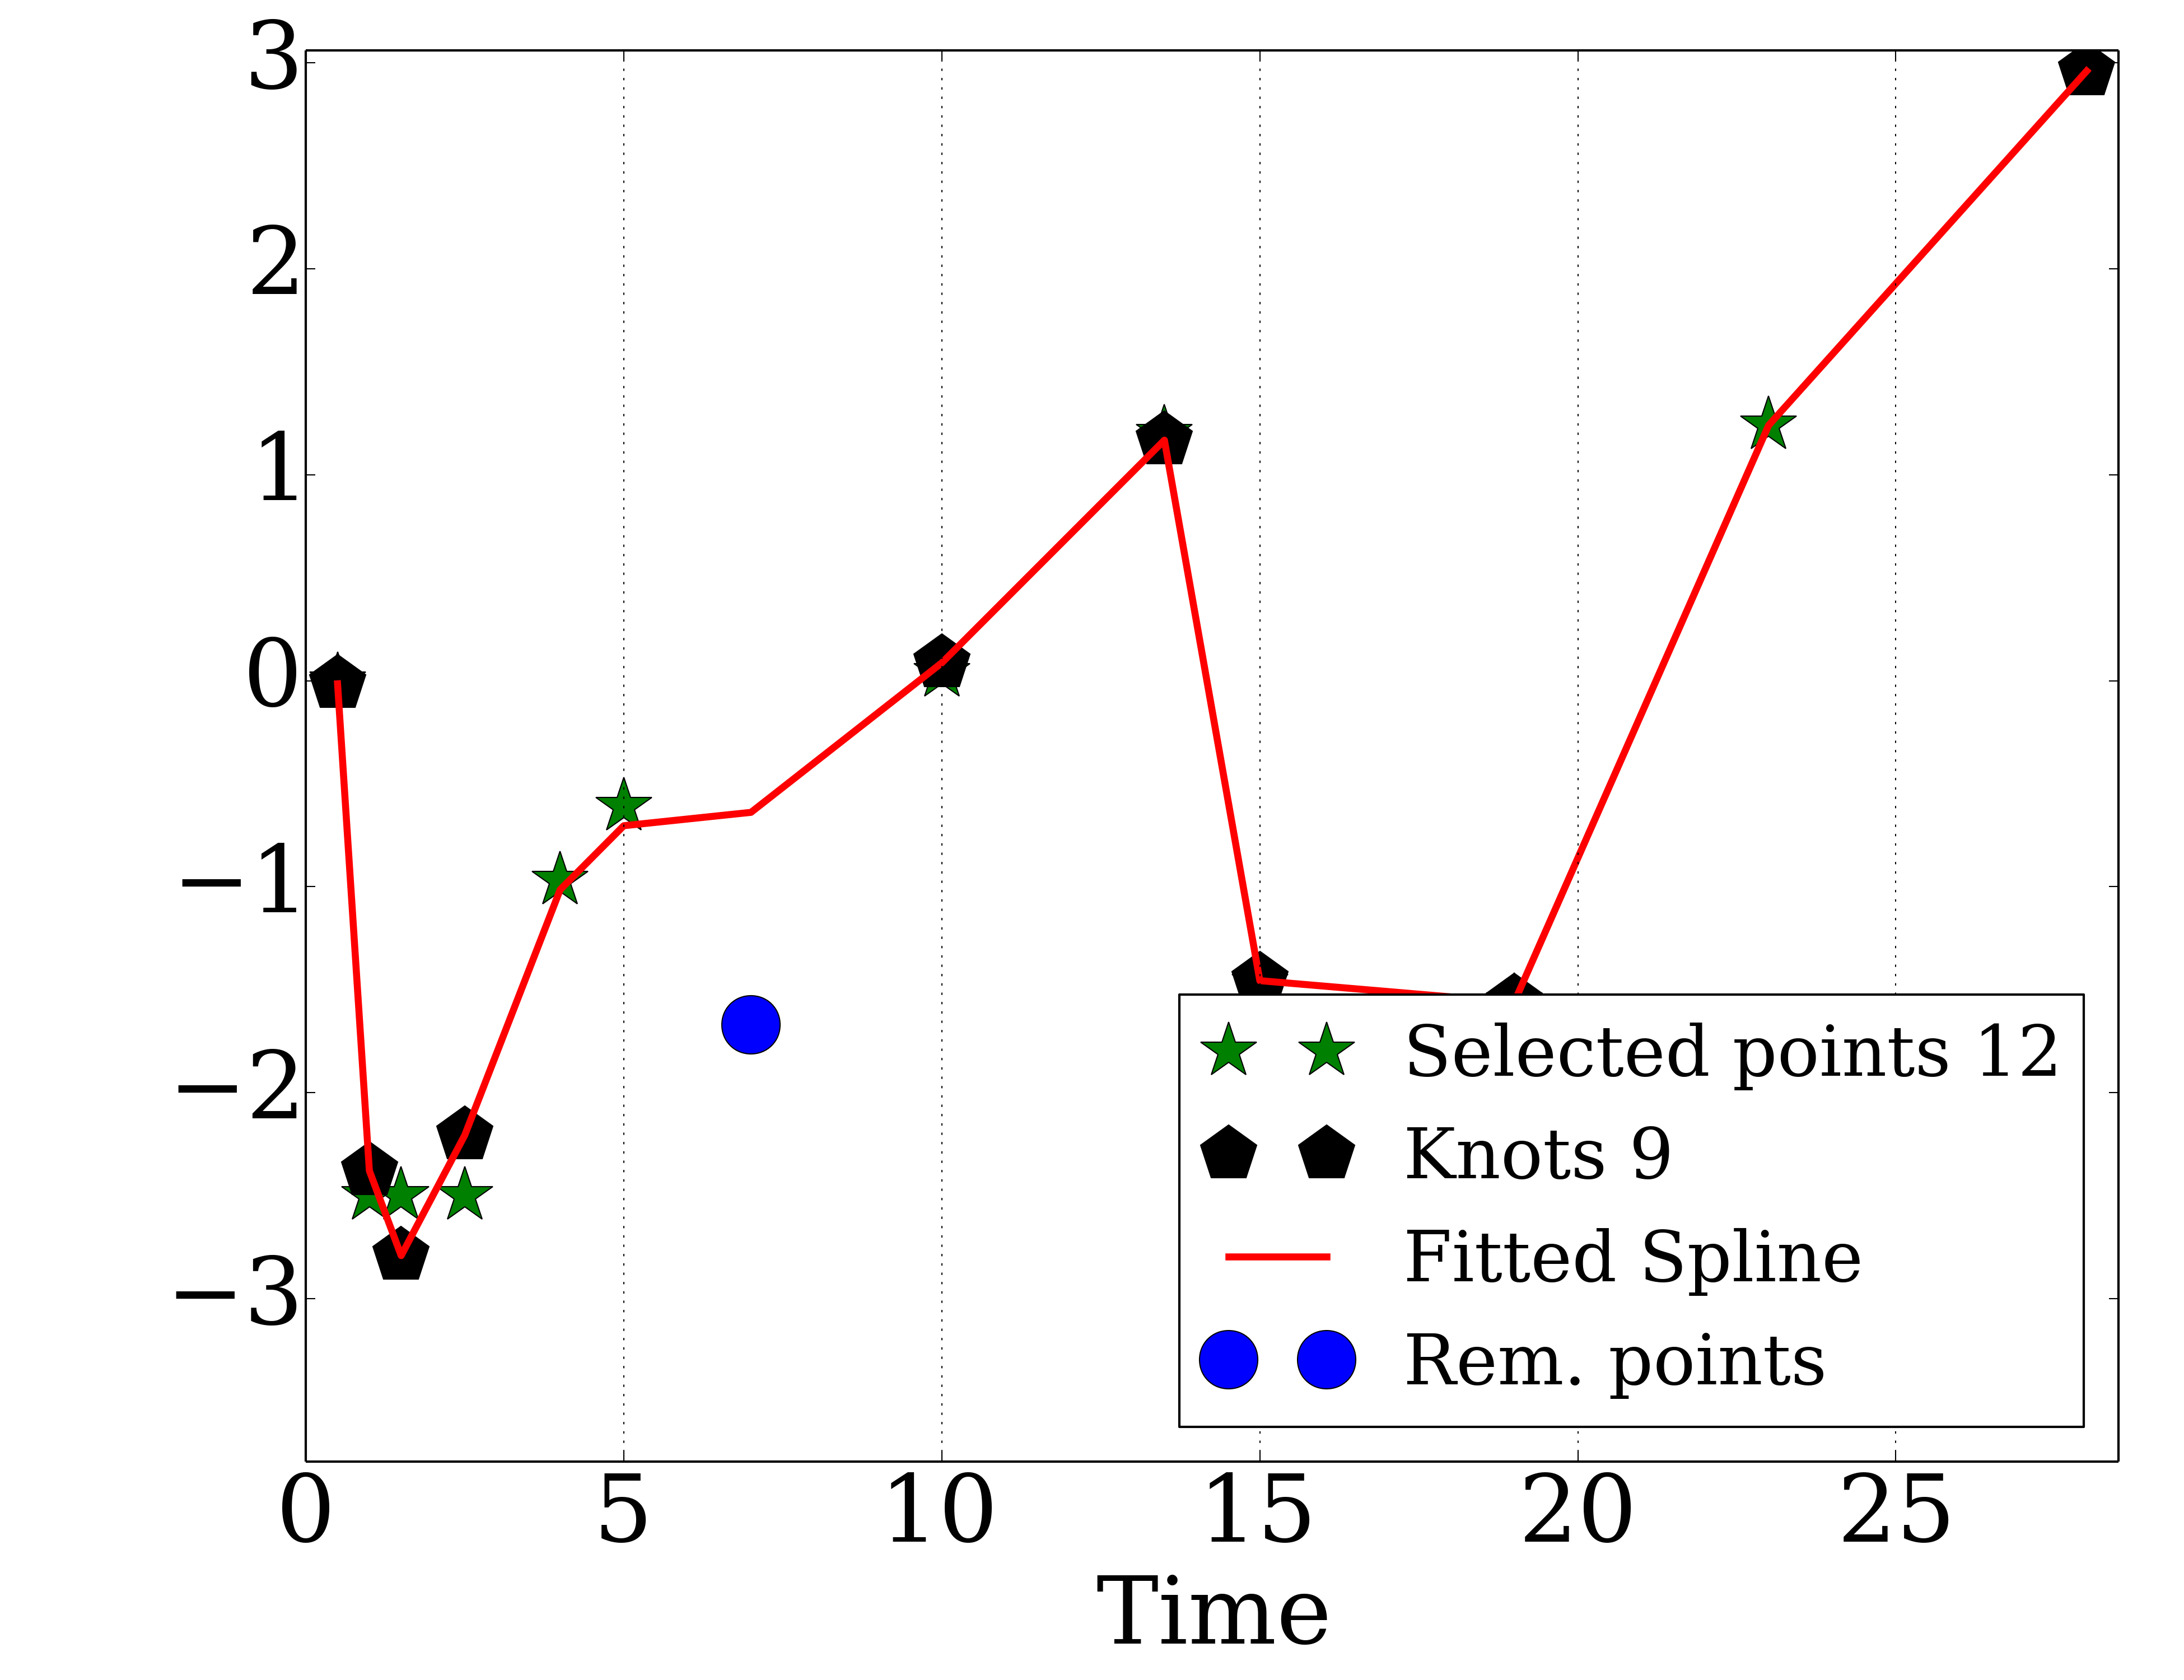 3
2
1
0
−1
−2
−3
Selected points 12
Knots 9
Fitted Spline
Rem. points
0 5 10 15 20 25
Time